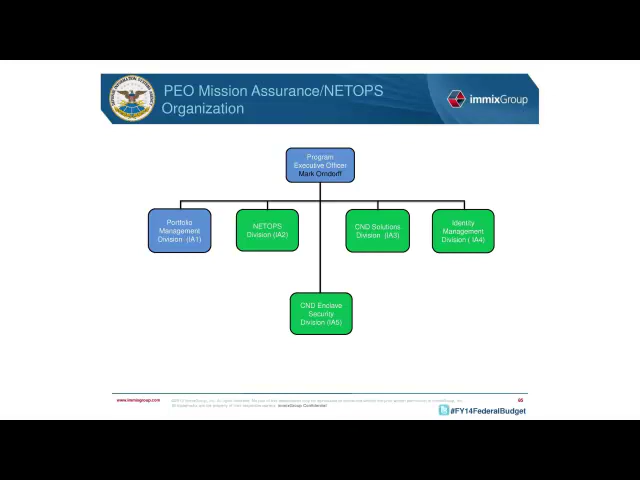 PEO Mission Assurance/NETOPS
Organization
immixGroup
Program
Executive Officer
Mark Orndorff
Portfolio
Management
Division (IA1)
NETOPS
Division (IA2)
CND Solutions
Division (IA3)
Identity
Management
Division ( IA4)
CND Enclave
Security
Division (IA5)
www.immixgroup.com
#FY14FederalBudget